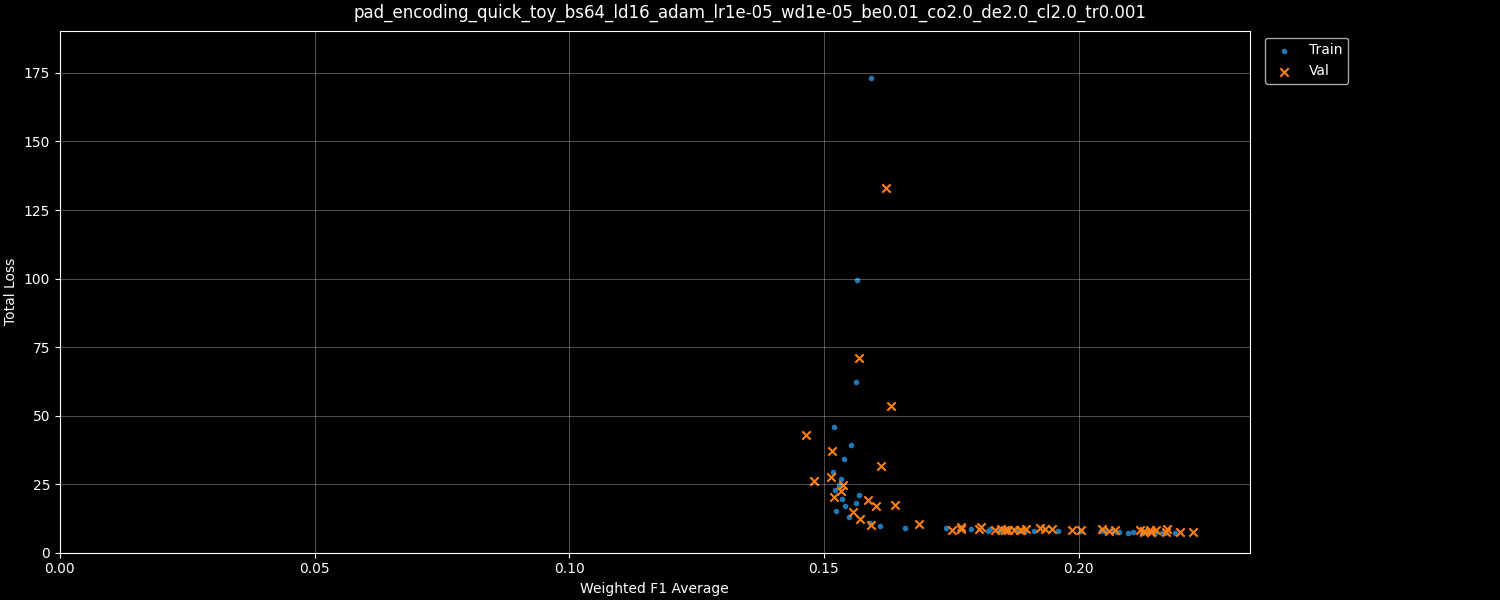 pad_encoding_quick_toy_bs64_ld16_adam_lr1e-05_wd1e-05_be0.01_co2.0_de2.0_cl2.0_tr0.001
Train
Val
175
150
125
100
75
50
25
0
Total Loss
0.00 0.05 0.10 0.15 0.20
Weighted F1 Average